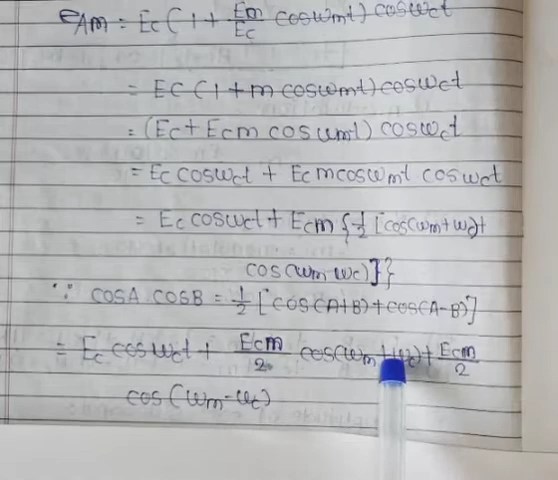 eAM = Ec (1 + Em/Ec cosωmt) cosωct
= Ec (1 + m cosωmt) cosωct
= (Ec + Ecm cosωmt) cosωct
= Ec cosωct + Ecm cosωmt cosωct
= Ec cosωct + Ecm {½ [cos(ωm+ωc)+
cos(ωm-ωc)]}
∵ cosA cosB = ½ [cos(A+B)+cos(A-B)]
= Ec cosωct + Ecm/2 cos(ωm+ωc)+ Ecm/2
cos(ωm-ωc)